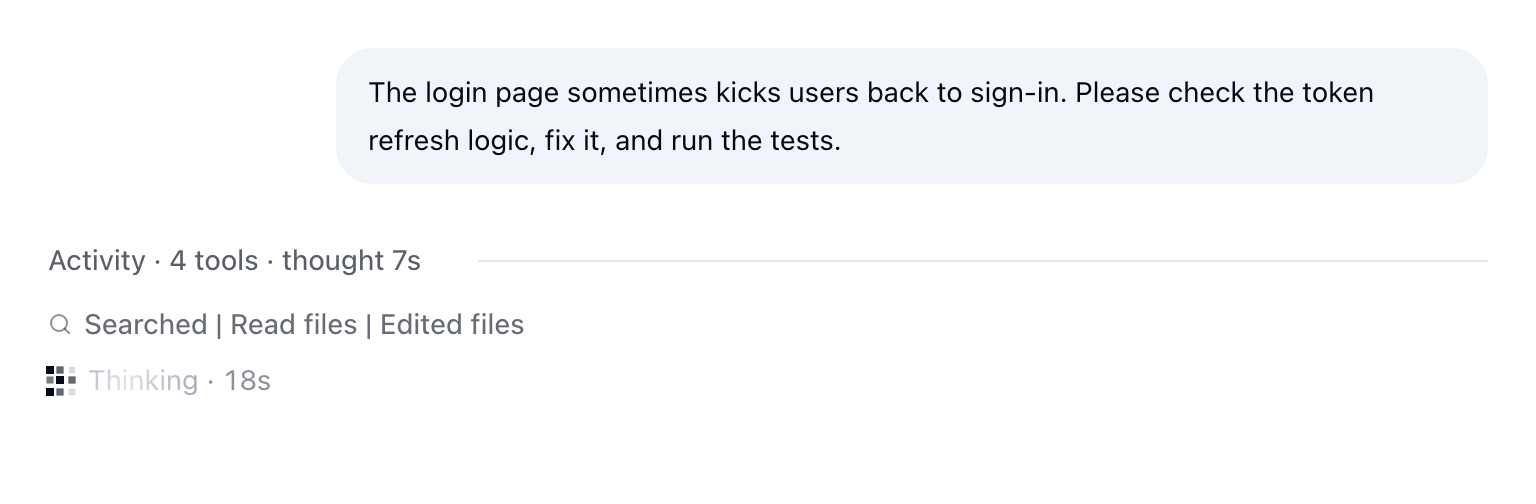 The login page sometimes kicks users back to sign-in. Please check the token
refresh logic, fix it, and run the tests.
Activity · 4 tools · thought 7s
Searched | Read files | Edited files
Thinking · 18s